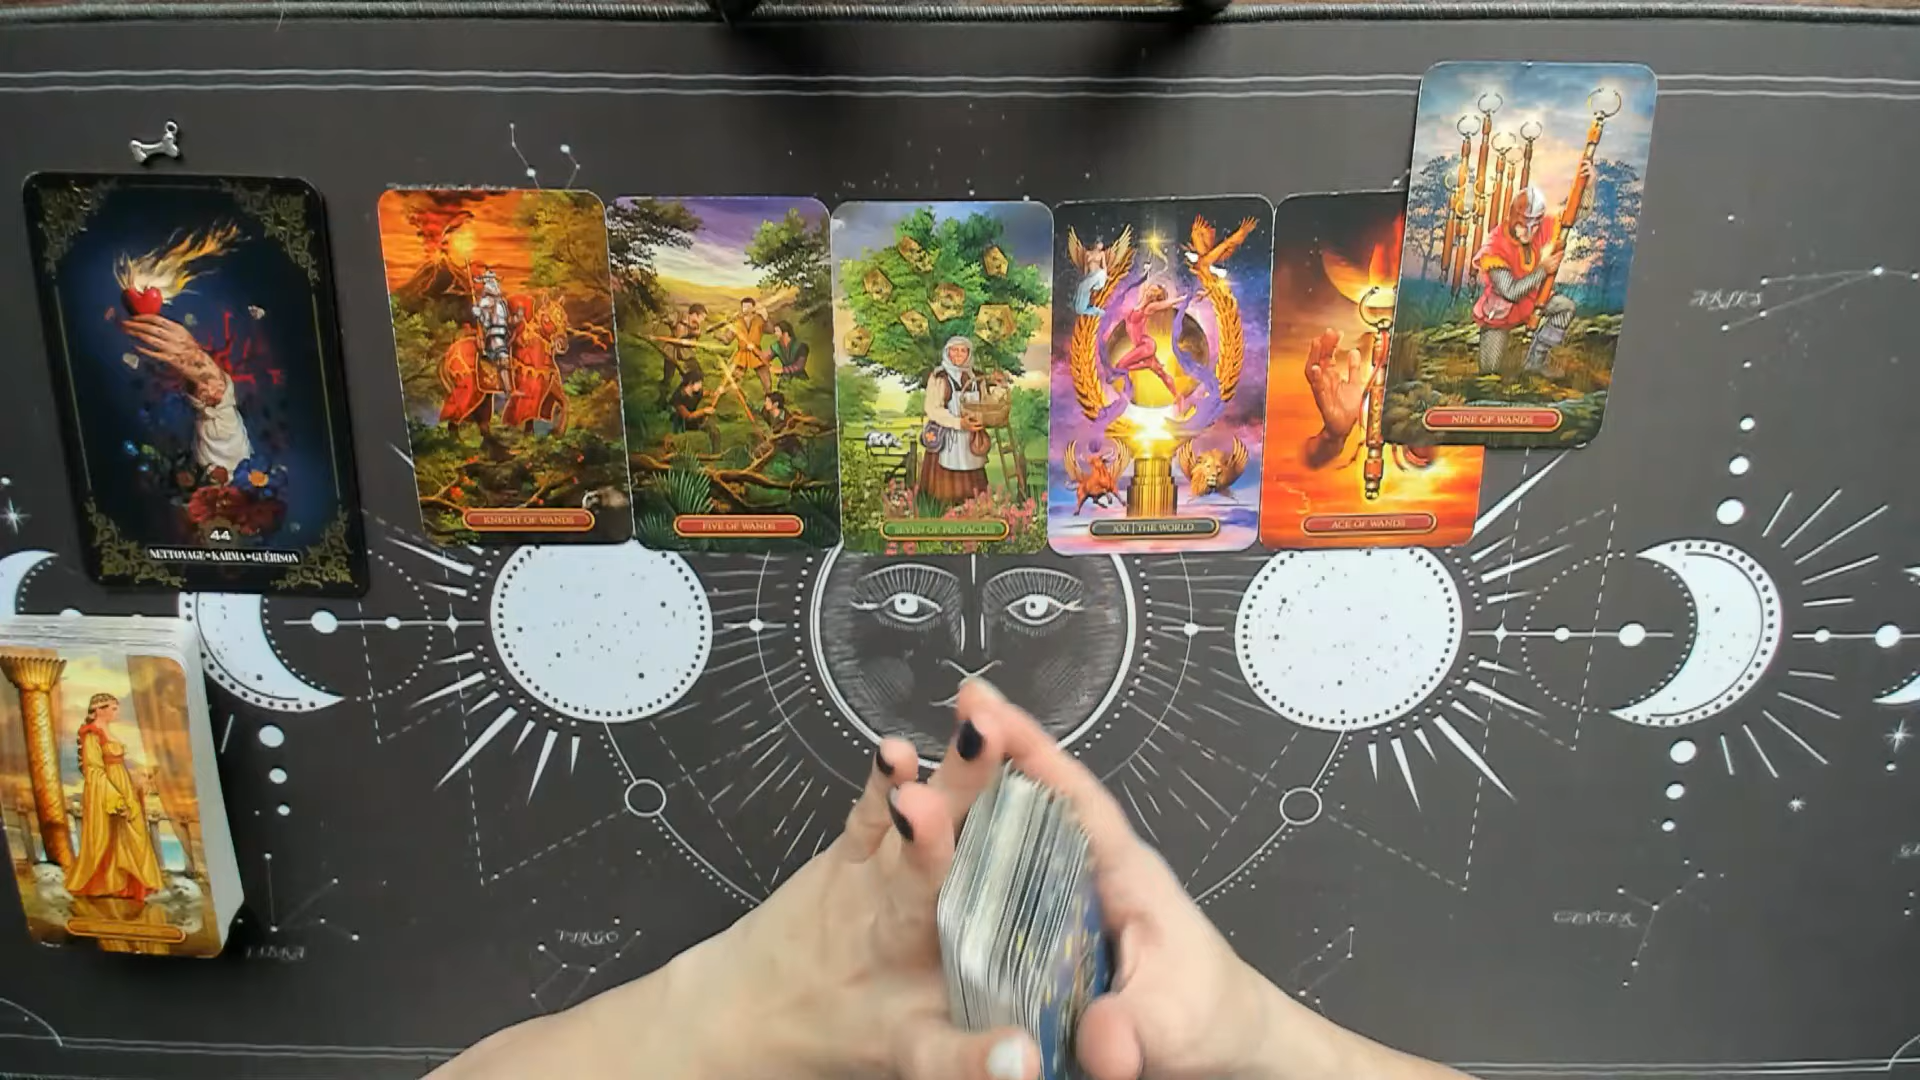 44
NETTOYAGE•KARMA•GUÉRISON
KNIGHT OF WANDS
FIVE OF WANDS
SEVEN OF PENTACLES
XXI | THE WORLD
ACE OF WANDS
NINE OF WANDS
ARIES
LIBRA
VIRGO
CANCER